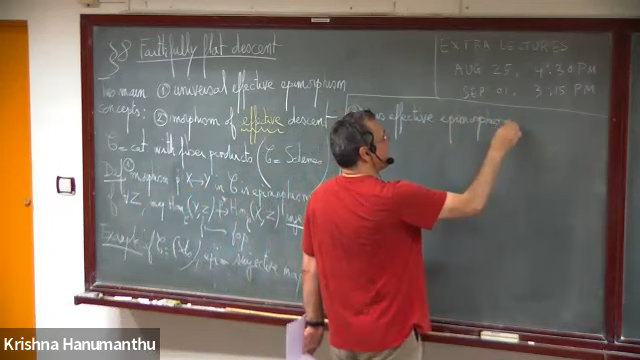 §8 Faithfully flat descent
Two main concepts: ① universal effective epimorphism
② morphism of effective descent
C = cat with fiber products (C = Schemes)
Def ① morphism X → Y in C is epimorphism
if ∀Z, map Hom(Y, Z) → Hom(X, Z)
Example: if C = (Sets), epi = surjective map
EXTRA LECTURES
AUG 25, 4:30 PM
SEP 01, 3:15 PM
is effective epimorphism
Krishna Hanumanthu